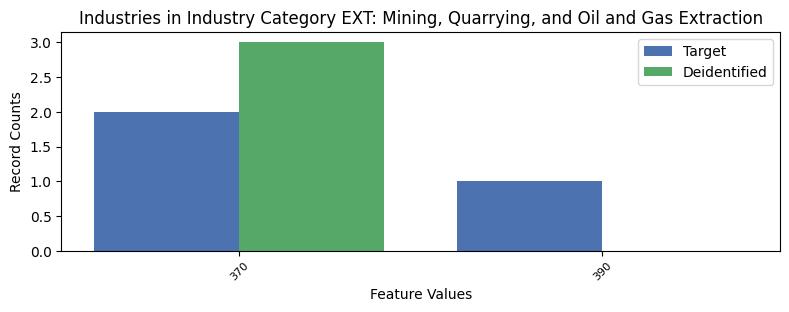 Industries in Industry Category EXT: Mining, Quarrying, and Oil and Gas Extraction
Target
Deidentified
Record Counts
3.0
2.5
2.0
1.5
1.0
0.5
0.0
370
390
Feature Values